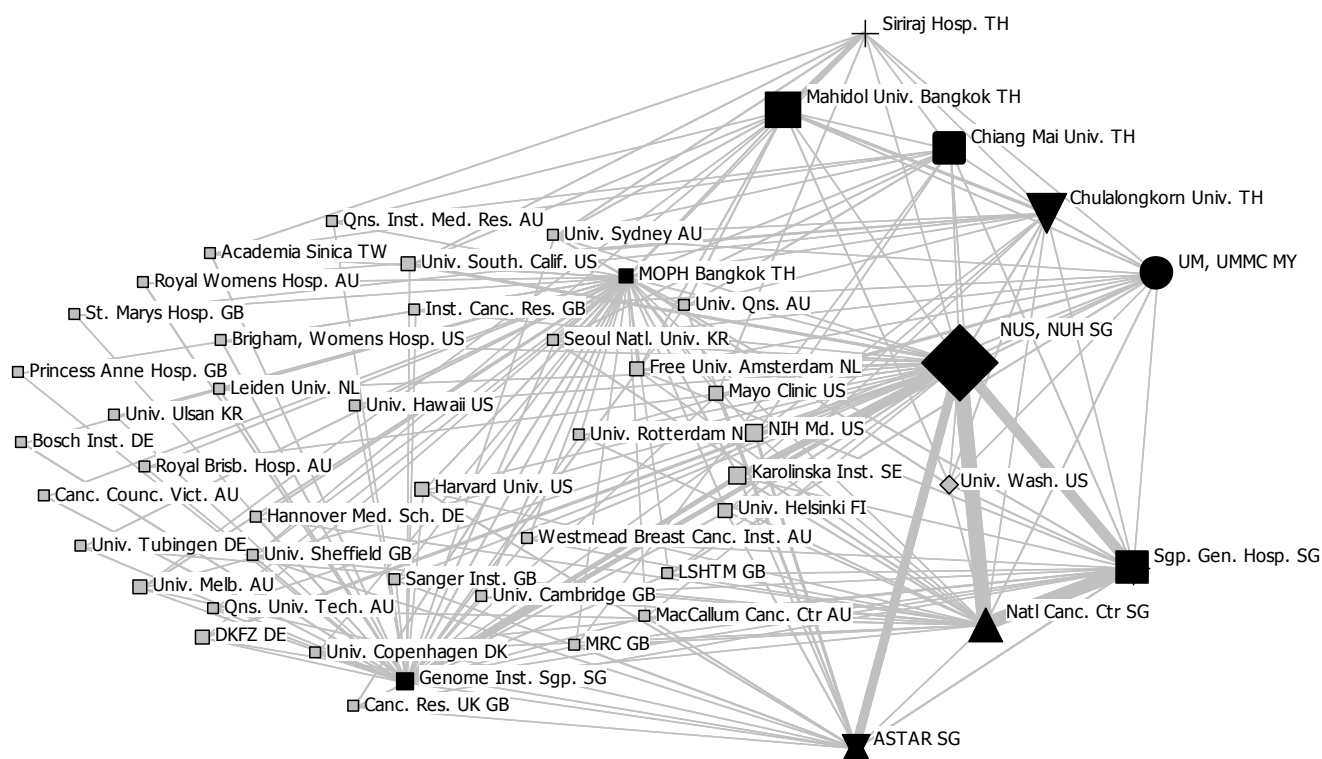 Siriraj Hosp. TH
Mahidol Univ. Bangkok TH
Chiang Mai Univ. TH
Chulalongkorn Univ. TH
Qns. Inst. Med. Res. AU
Univ. Sydney AU
Academia Sinica TW
Univ. South. Calif. US
UM, UMMC MY
MOPH Bangkok TH
Royal Womens Hosp. AU
Univ. Qns. AU
St. Marys Hosp. GB
Inst. Canc. Res. GB
NUS, NUH SG
Brigham, Womens Hosp. US
Seoul Natl. Univ. KR
Princess Anne Hosp. GB
Free Univ. Amsterdam NL
Leiden Univ. NL
Mayo Clinic US
Univ. Hawaii US
Univ. Ulsan KR
NIH Md. US
Univ. Rotterdam N
Bosch Inst. DE
Royal Brisb. Hosp. AU
Karolinska Inst. SE
Univ. Wash. US
Harvard Univ. US
Canc. Counc. Vict. AU
Univ. Helsinki FI
Hannover Med. Sch. DE
Westmead Breast Canc. Inst. AU
Univ. Tubingen DE
Univ. Sheffield GB
Sgp. Gen. Hosp. SG
LSHTM GB
Sanger Inst. GB
Univ. Melb. AU
Univ. Cambridge GB
Qns. Univ. Tech. AU
Natl Canc. Ctr SG
MacCallum Canc. Ctr AU
DKFZ DE
MRC GB
Univ. Copenhagen DK
Genome Inst. Sgp. SG
Canc. Res. UK GB
ASTAR SG